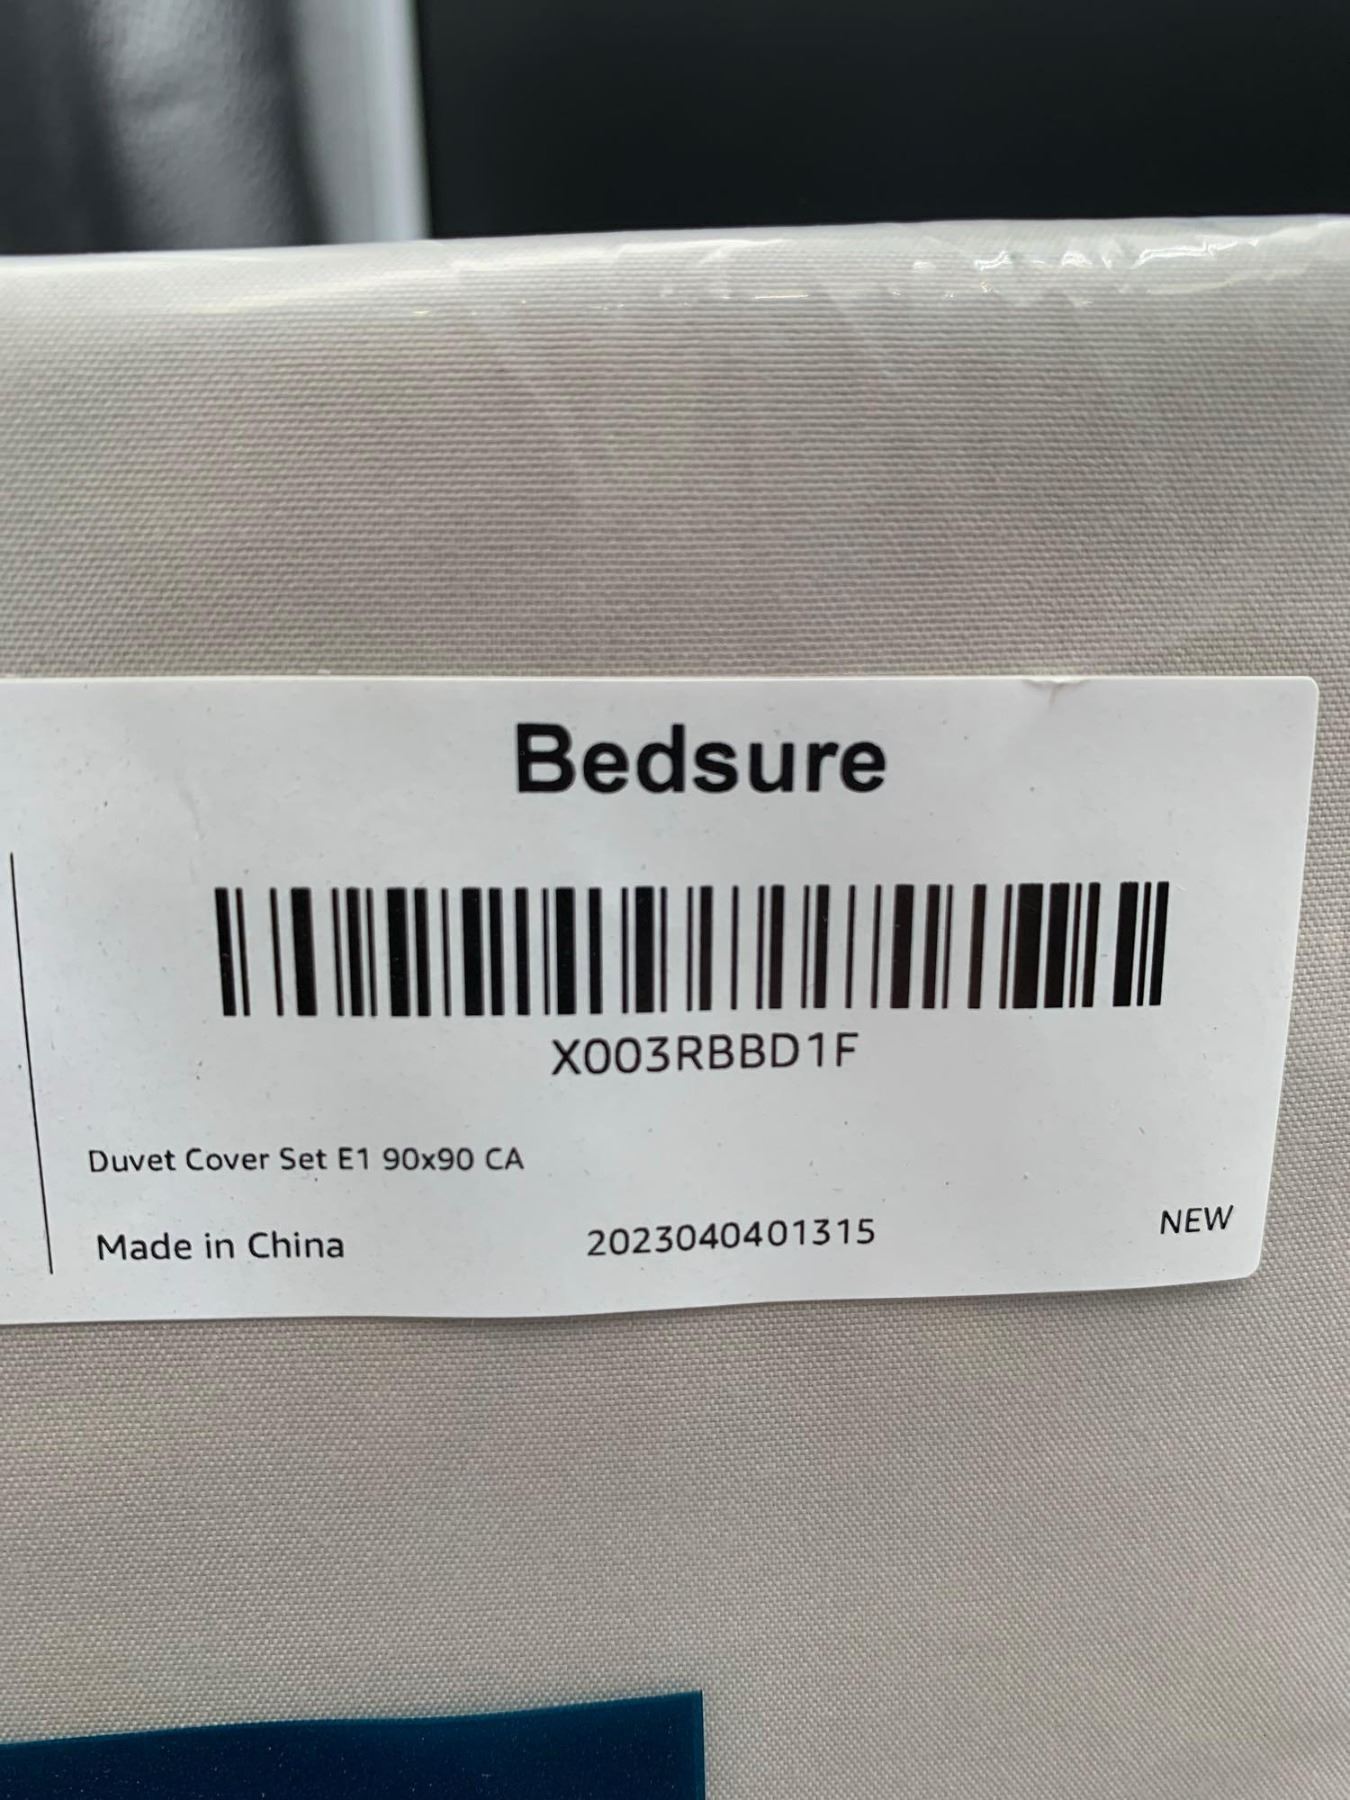 Bedsure
X003RBBD1F
Duvet Cover Set E1 90x90 CA
Made in China 2023040401315 NEW